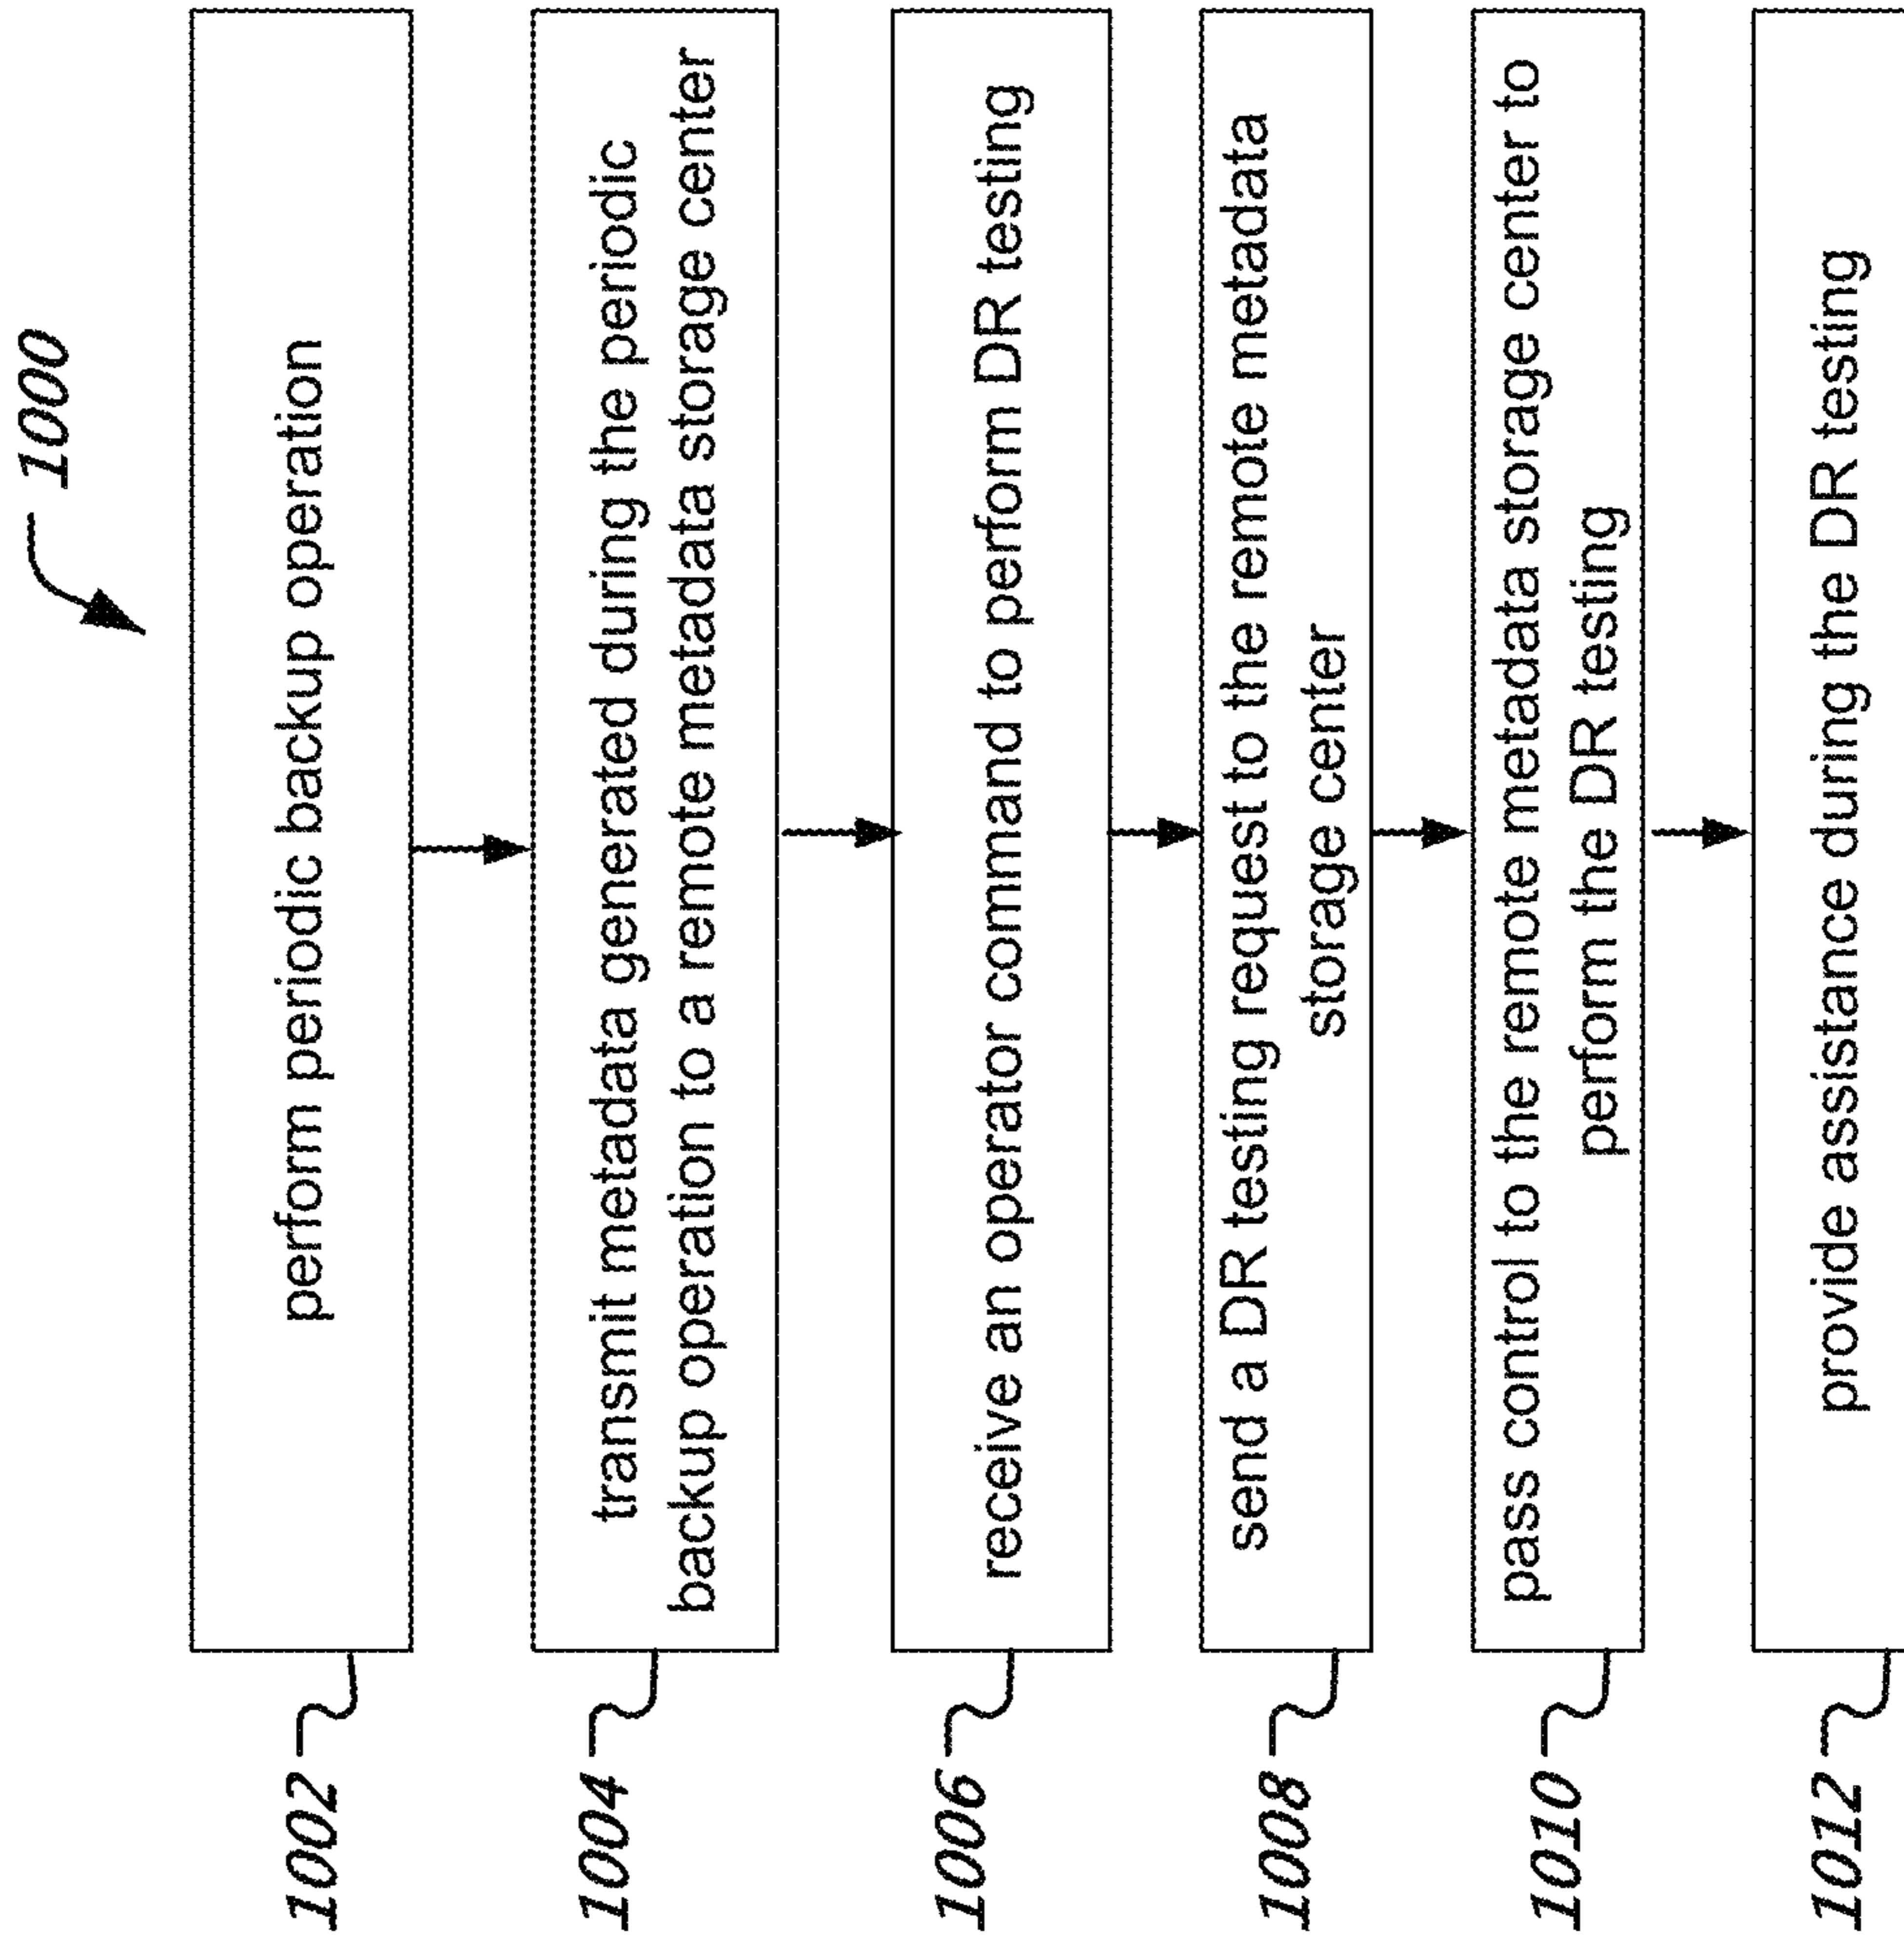 1000
1002
perform periodic backup operation
1004
transmit metadata generated during the periodic
backup operation to a remote metadata storage center
1006
receive an operator command to perform DR testing
1008
send a DR testing request to the remote metadata
storage center
1010
pass control to the remote metadata storage center to
perform the DR testing
1012
provide assistance during the DR testing